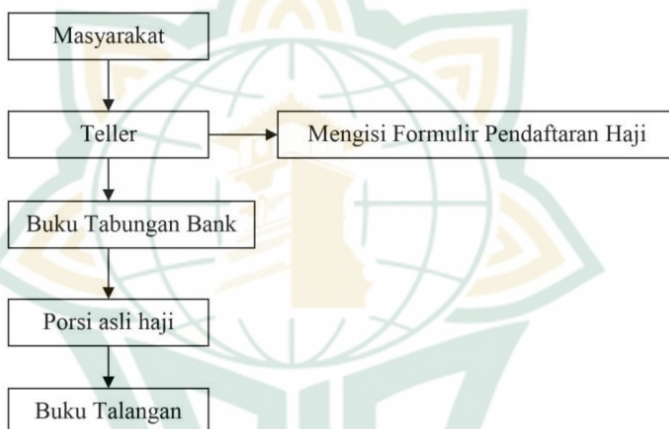 Masyarakat
Teller
Mengisi Formulir Pendaftaran Haji
Buku Tabungan Bank
Porsi asli haji
Buku Talangan